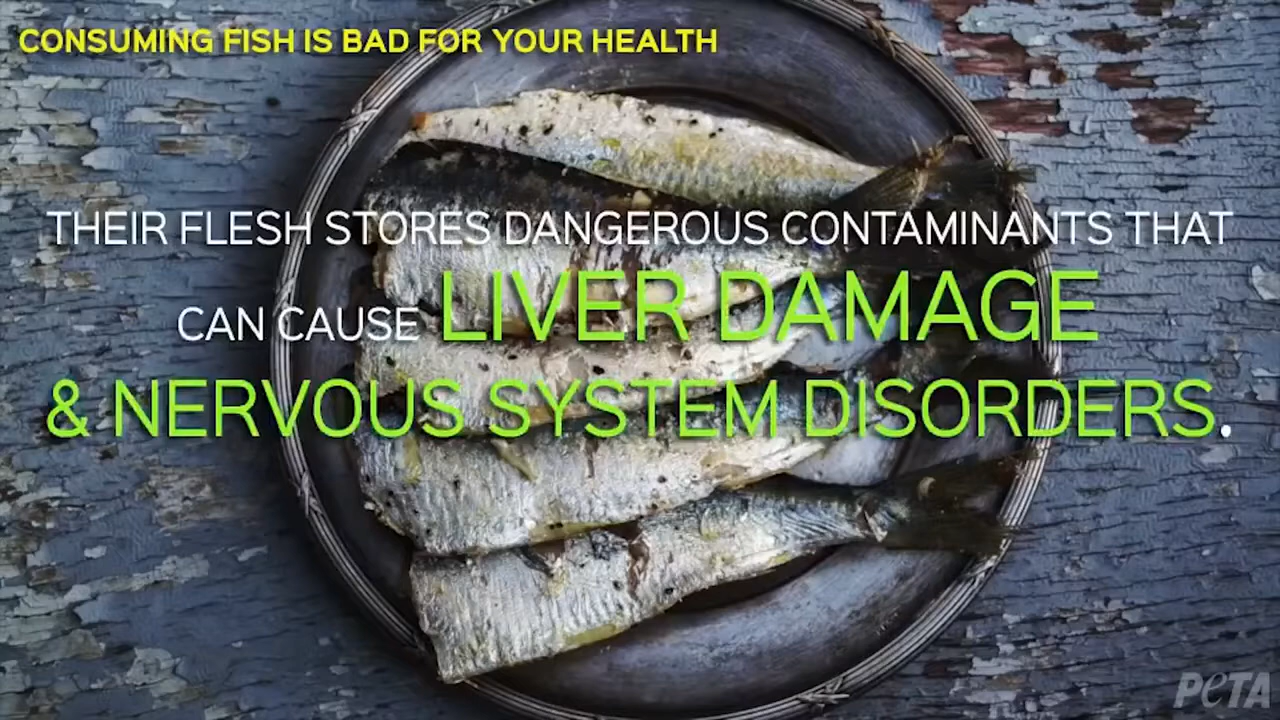 CONSUMING FISH IS BAD FOR YOUR HEALTH
THEIR FLESH STORES DANGEROUS CONTAMINANTS THAT
CAN CAUSE LIVER DAMAGE
& NERVOUS SYSTEM DISORDERS.
PeTA